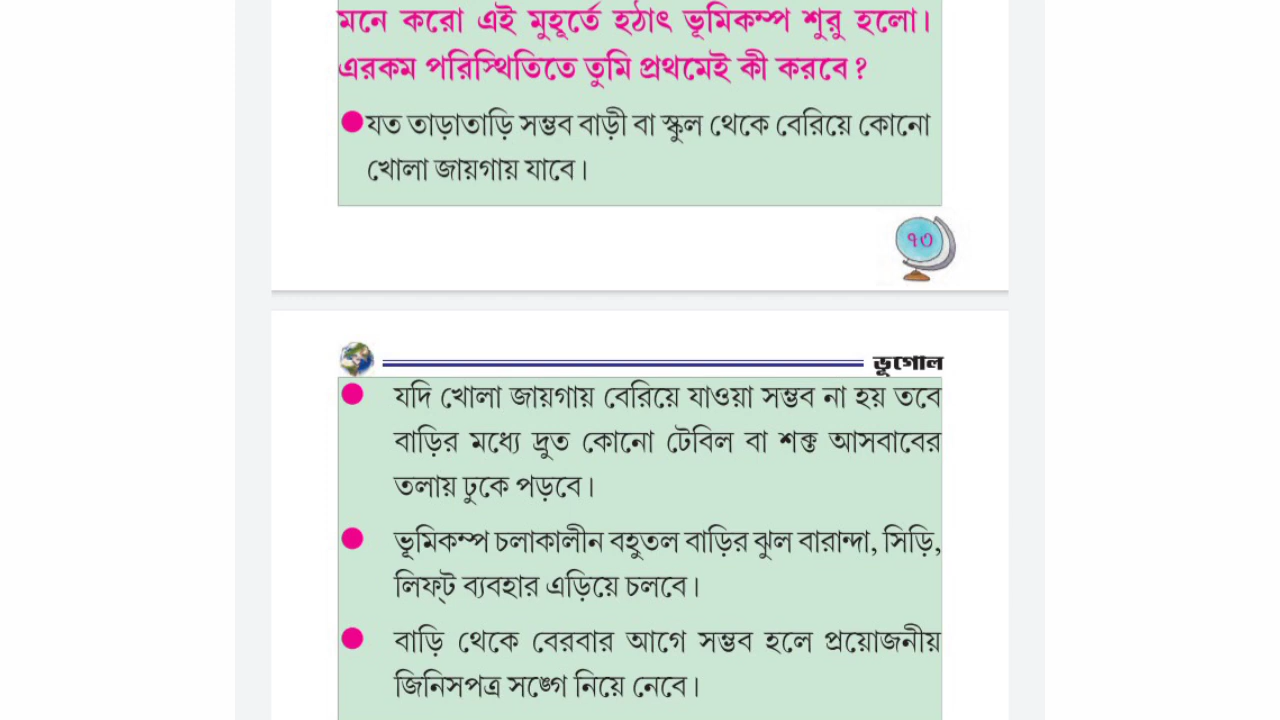 মনে করো এই মুহূর্তে হঠাৎ ভূমিকম্প শুরু হলো।
এরকম পরিস্থিতিতে তুমি প্রথমেই কী করবে?
যত তাড়াতাড়ি সম্ভব বাড়ী বা স্কুল থেকে বেরিয়ে কোনো
খোলা জায়গায় যাবে।
৭৩
ভূগোল
যদি খোলা জায়গায় বেরিয়ে যাওয়া সম্ভব না হয় তবে
বাড়ির মধ্যে দ্রুত কোনো টেবিল বা শক্ত আসবাবের
তলায় ঢুকে পড়বে।
ভূমিকম্প চলাকালীন বহুতল বাড়ির ঝুল বারান্দা, সিড়ি,
লিফ্‌ট ব্যবহার এড়িয়ে চলবে।
বাড়ি থেকে বেরবার আগে সম্ভব হলে প্রয়োজনীয়
জিনিসপত্র সঙ্গে নিয়ে নেবে।